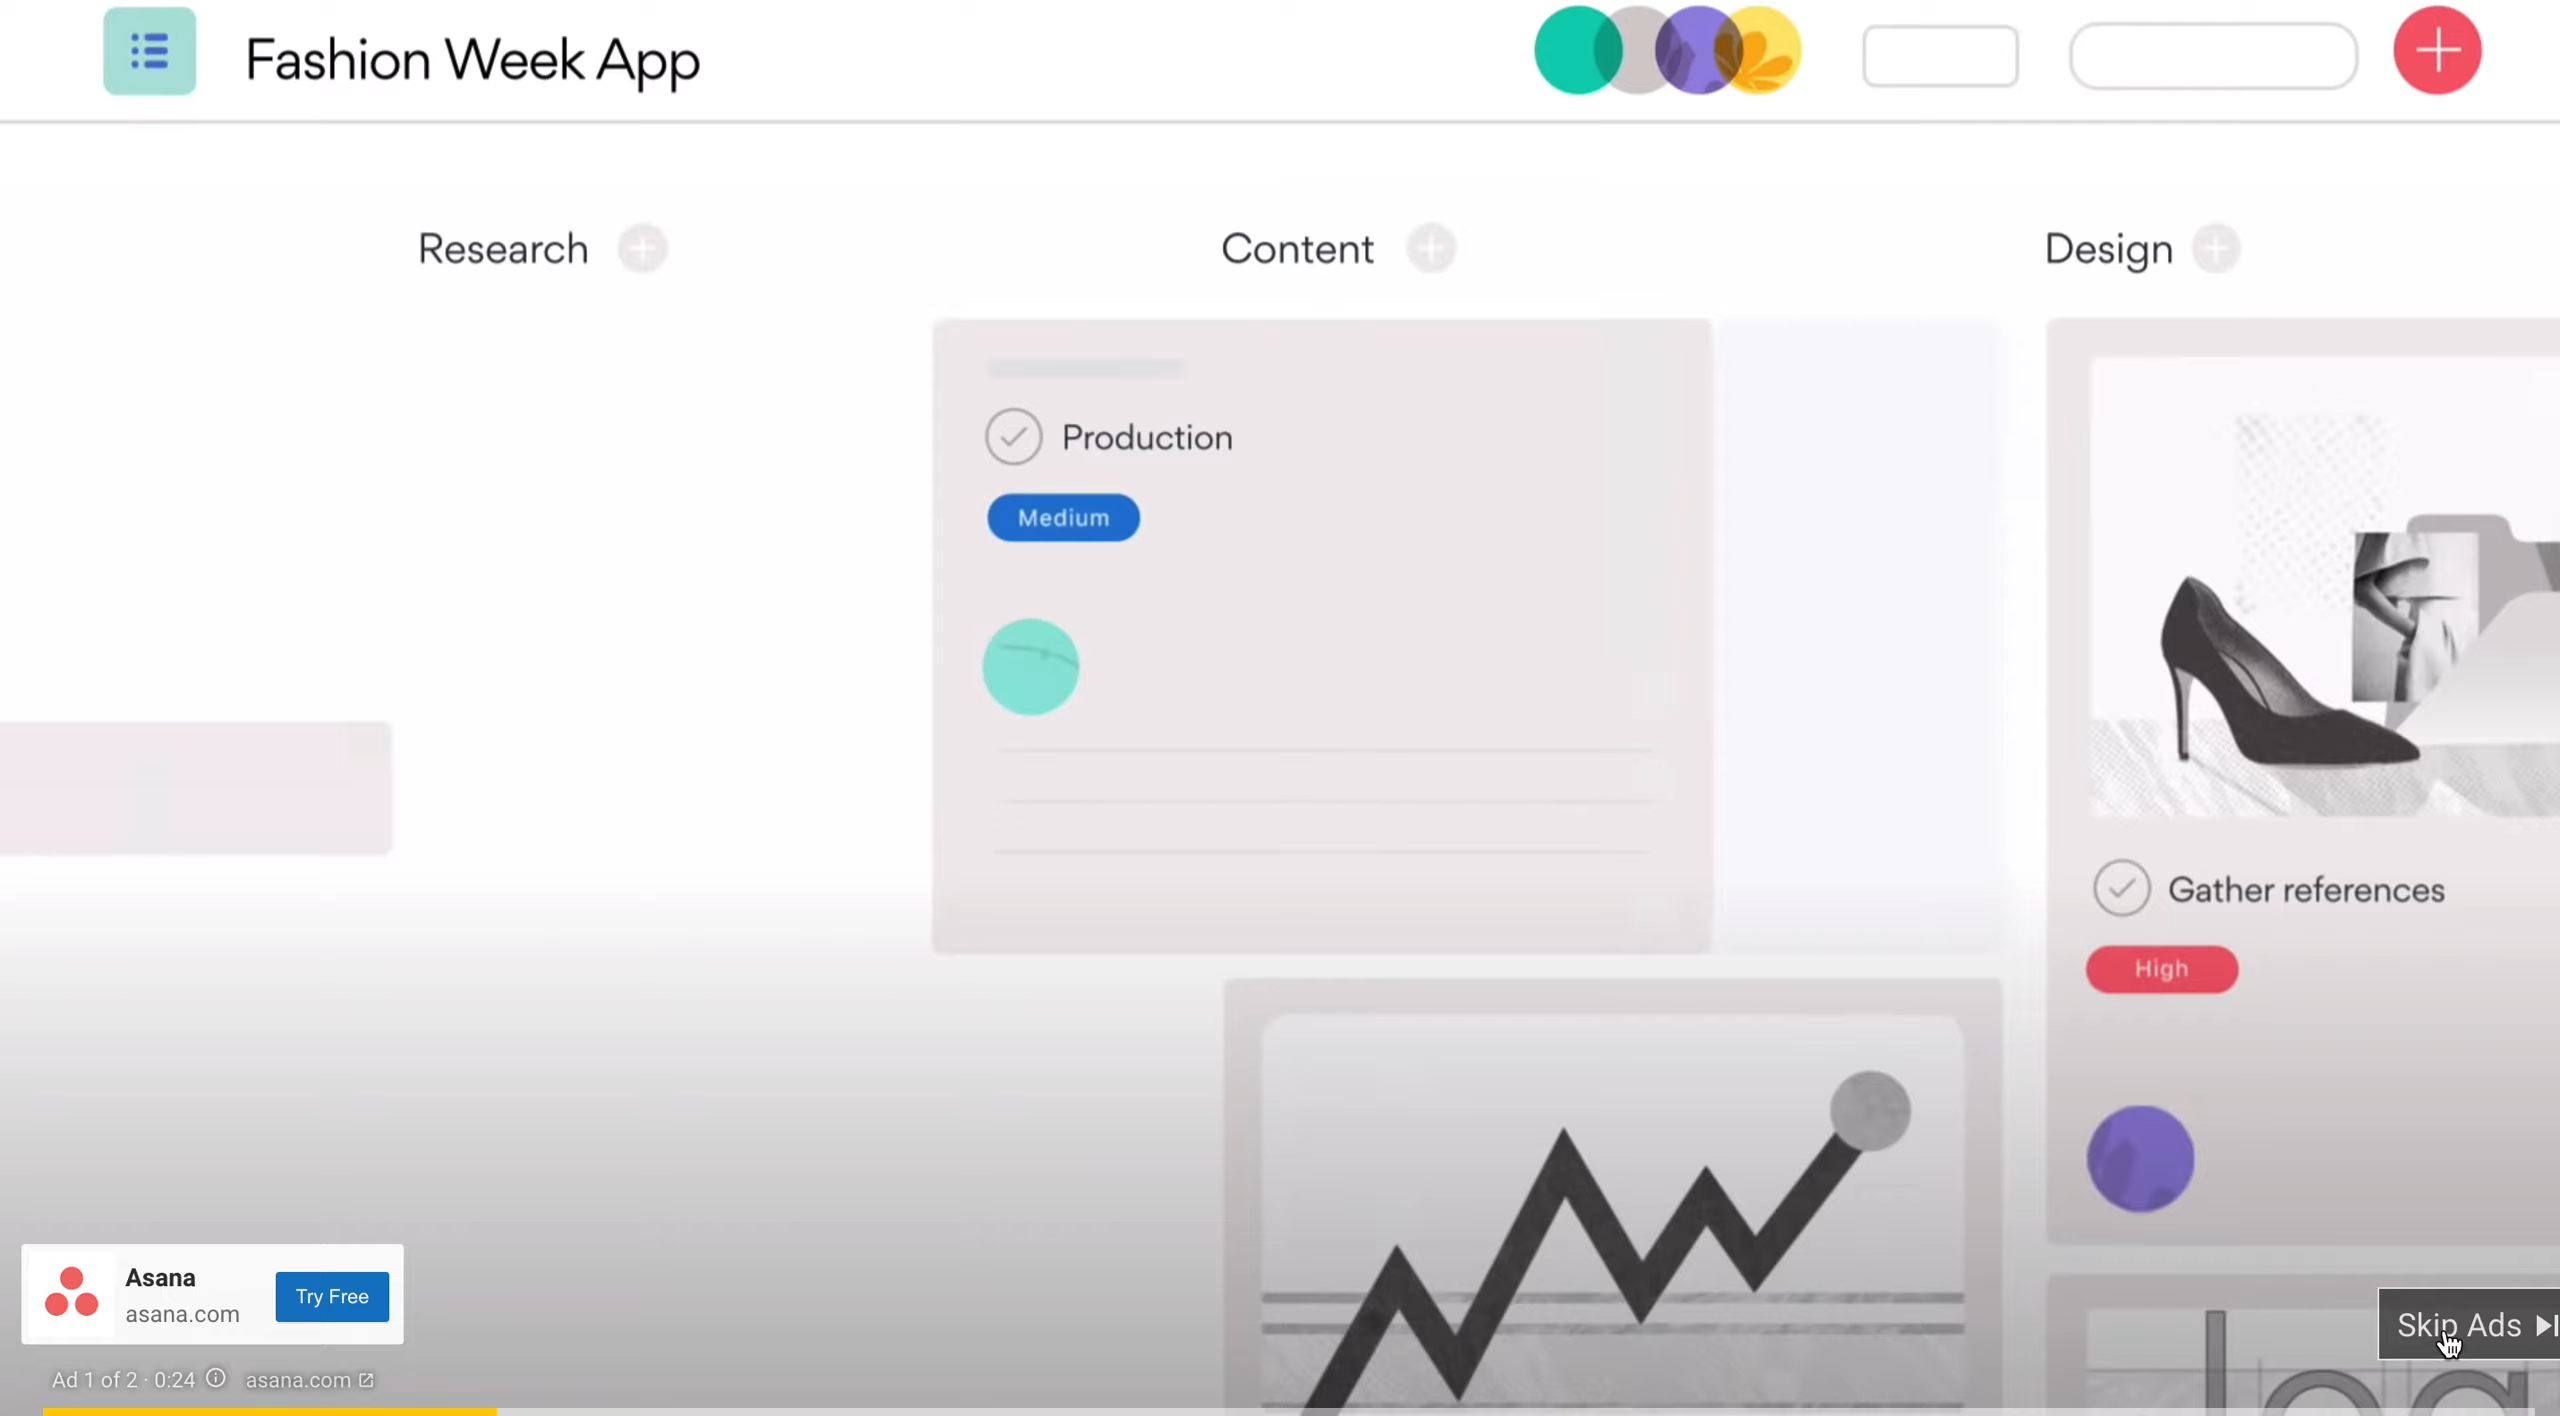 Fashion Week App
Research
Content
Design
Production
Medium
Gather references
High
Asana
asana.com
Try Free
Skip Ads
Ad 1 of 2 · 0:24
asana.com